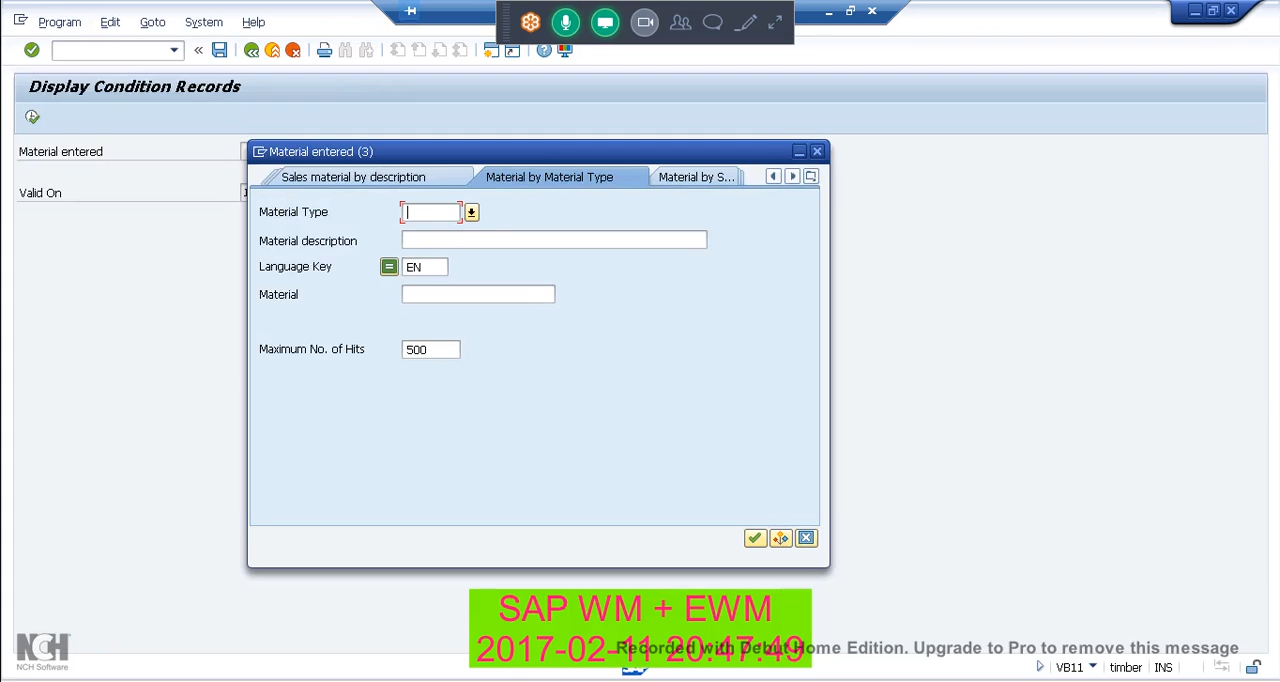 Program Edit Goto System Help
Display Condition Records
Material entered
Valid On
Material entered (3)
Sales material by description Material by Material Type Material by S...
Material Type
Material description
Language Key EN
Material
Maximum No. of Hits 500
SAP WM + EWM
2017-02-11 20:47:49
Recorded with Debut Home Edition. Upgrade to Pro to remove this message
NCH
NCH Software
VB11 timber INS